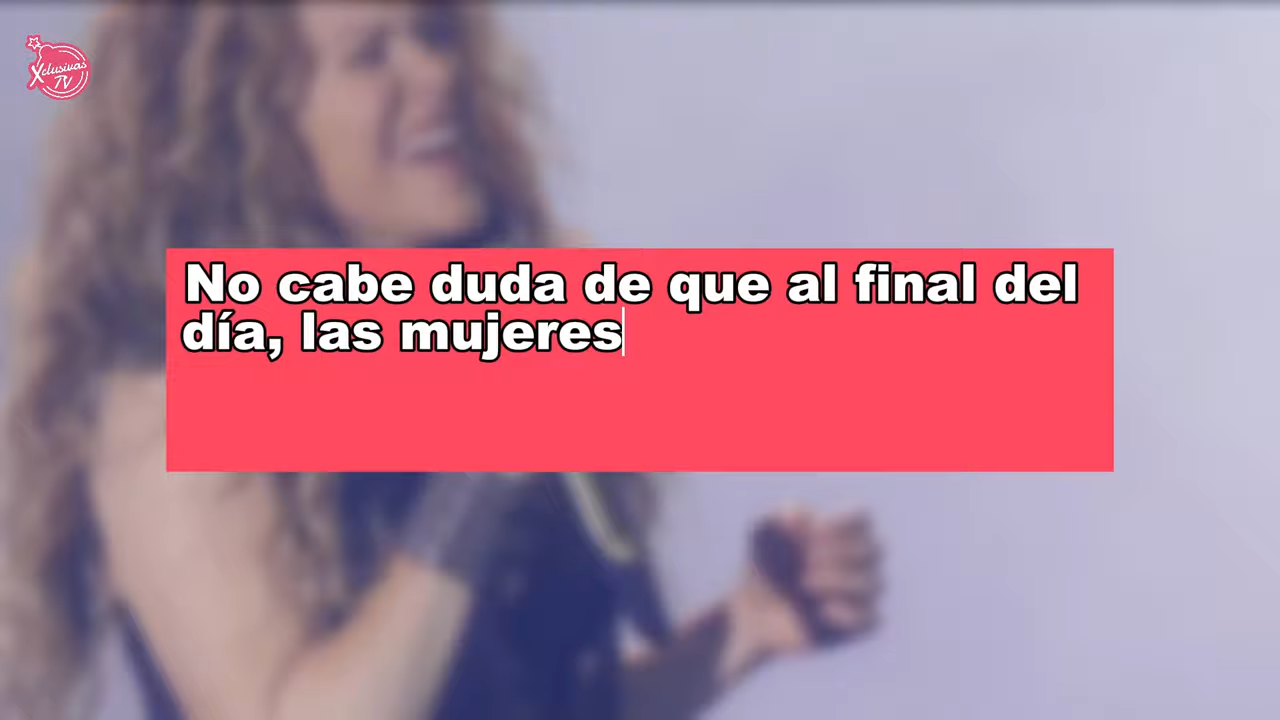 Xclusivas
TV
No cabe duda de que al final del
día, las mujeres